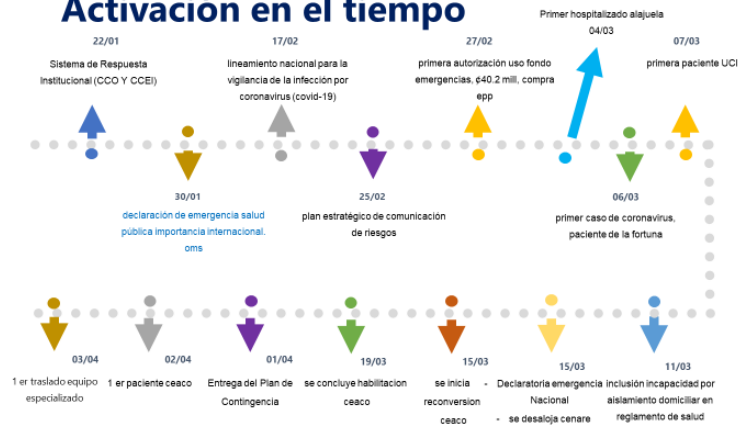 Activación en el tiempo
Primer hospitalizado alajuela
04/03
22/01
Sistema de Respuesta
Institucional (CCO Y CCEI)
17/02
lineamiento nacional para la
vigilancia de la infección por
coronavirus (covid-19)
27/02
primera autorización uso fondo
emergencias, ¢40.2 mill, compra
epp
07/03
primera paciente UCI
30/01
declaración de emergencia salud
pública importancia internacional.
oms
25/02
plan estratégico de comunicación
de riesgos
06/03
primer caso de coronavirus,
paciente de la fortuna
03/04
1 er traslado equipo
especializado
02/04
1 er paciente ceaco
01/04
Entrega del Plan de
Contingencia
19/03
se concluye habilitacion
ceaco
15/03
se inicia
reconversion
ceaco
15/03
- Declaratoria emergencia
Nacional
- se desaloja cenare
11/03
inclusión incapacidad por
aislamiento domiciliar en
reglamento de salud